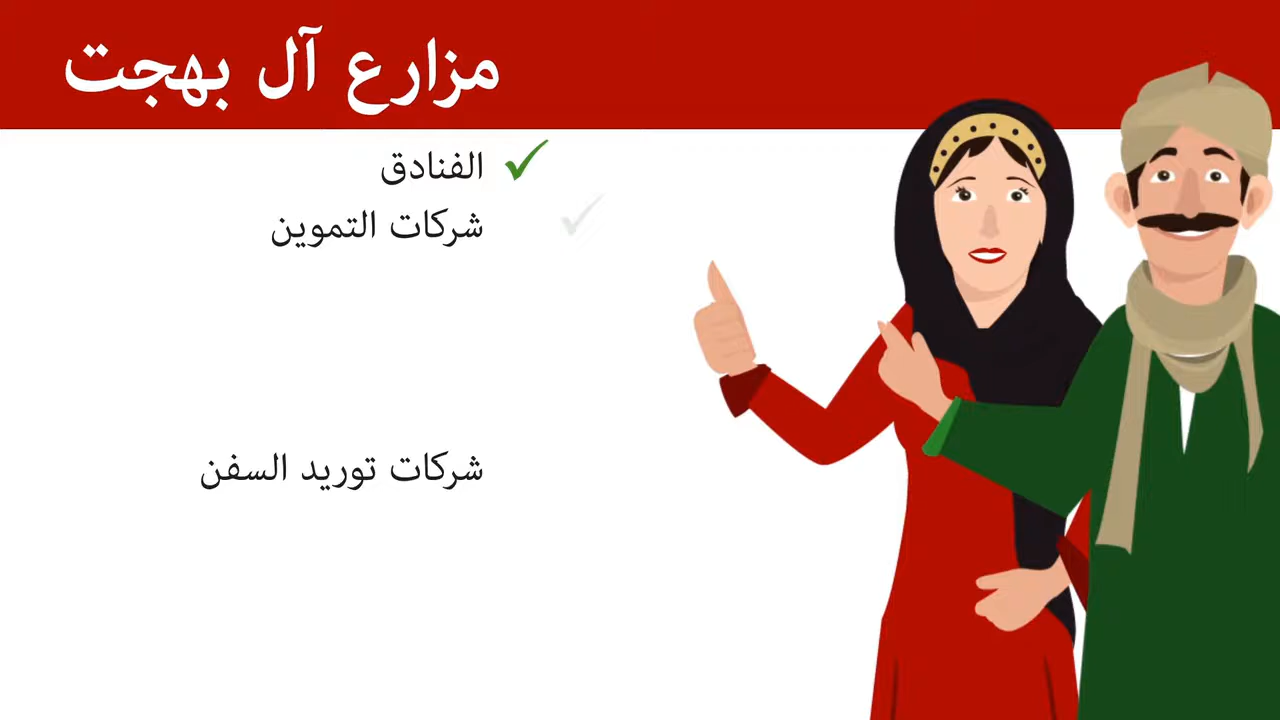 مزارع آل بهجت
الفنادق
شركات التموين
شركات توريد السفن